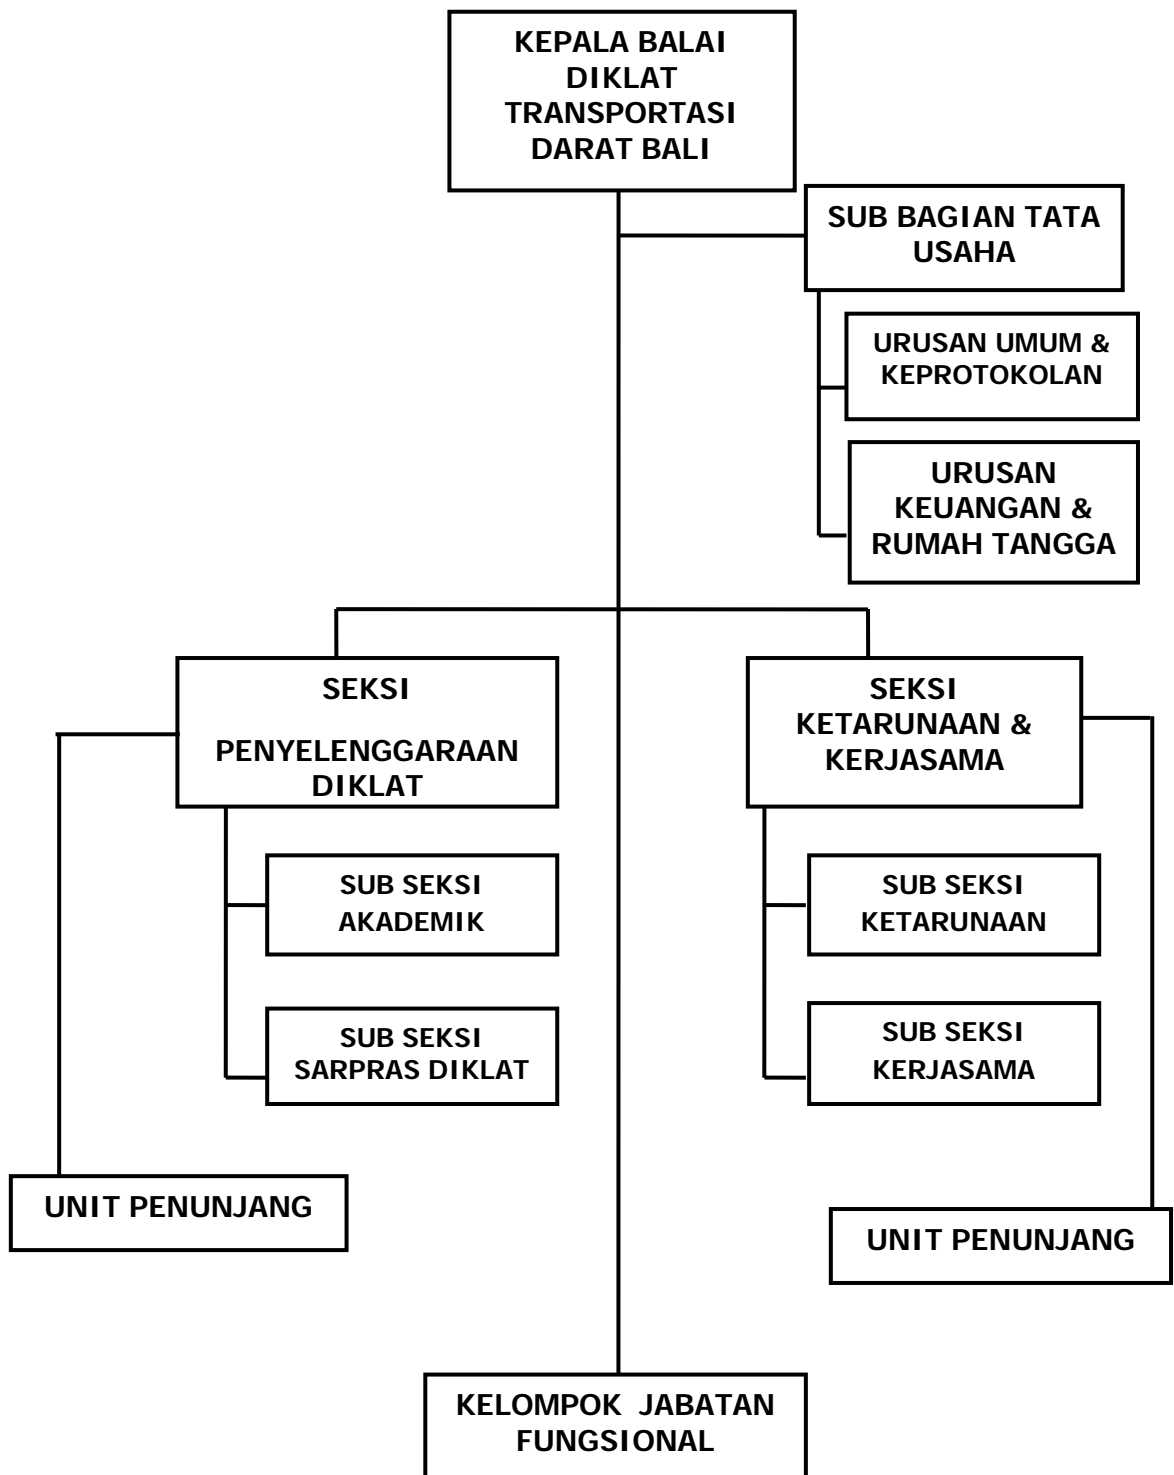 KEPALA BALAI
DIKLAT
TRANSPORTASI
DARAT BALI
SUB BAGIAN TATA
USAHA
URUSAN UMUM &
KEPROTOKOLAN
URUSAN
KEUANGAN &
RUMAH TANGGA
SEKSI
PENYELENGGARAAN
DIKLAT
SEKSI
KETARUNAAN &
KERJASAMA
SUB SEKSI
AKADEMIK
SUB SEKSI
KETARUNAAN
SUB SEKSI
SARPRAS DIKLAT
SUB SEKSI
KERJASAMA
UNIT PENUNJANG
UNIT PENUNJANG
KELOMPOK JABATAN
FUNGSIONAL